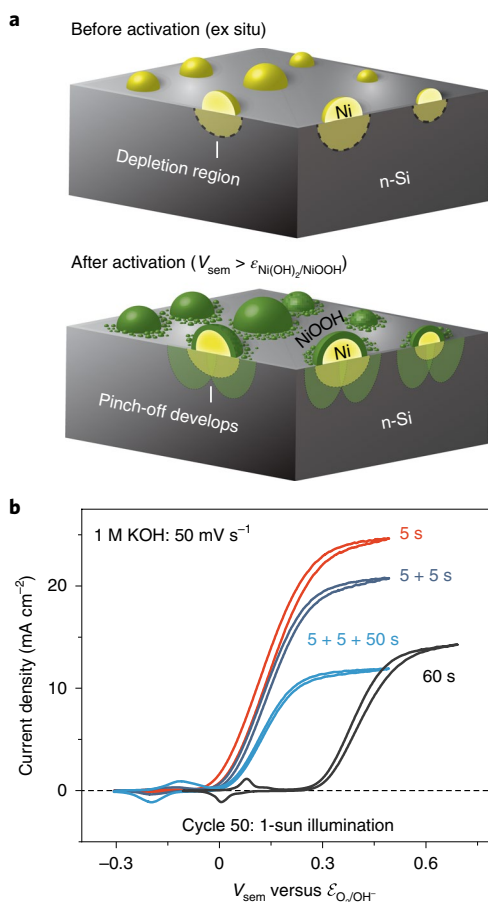 a
Before activation (ex situ)
Ni
Depletion region
n-Si
After activation (V_sem > ε_Ni(OH)₂/NiOOH)
NiOOH
Ni
Pinch-off develops
n-Si
b
1 M KOH: 50 mV s⁻¹
5 s
5 + 5 s
5 + 5 + 50 s
60 s
Cycle 50: 1-sun illumination
Current density (mA cm⁻²)
20
10
0
−0.3 0 0.3 0.6
V_sem versus ℰ_O₂/OH⁻